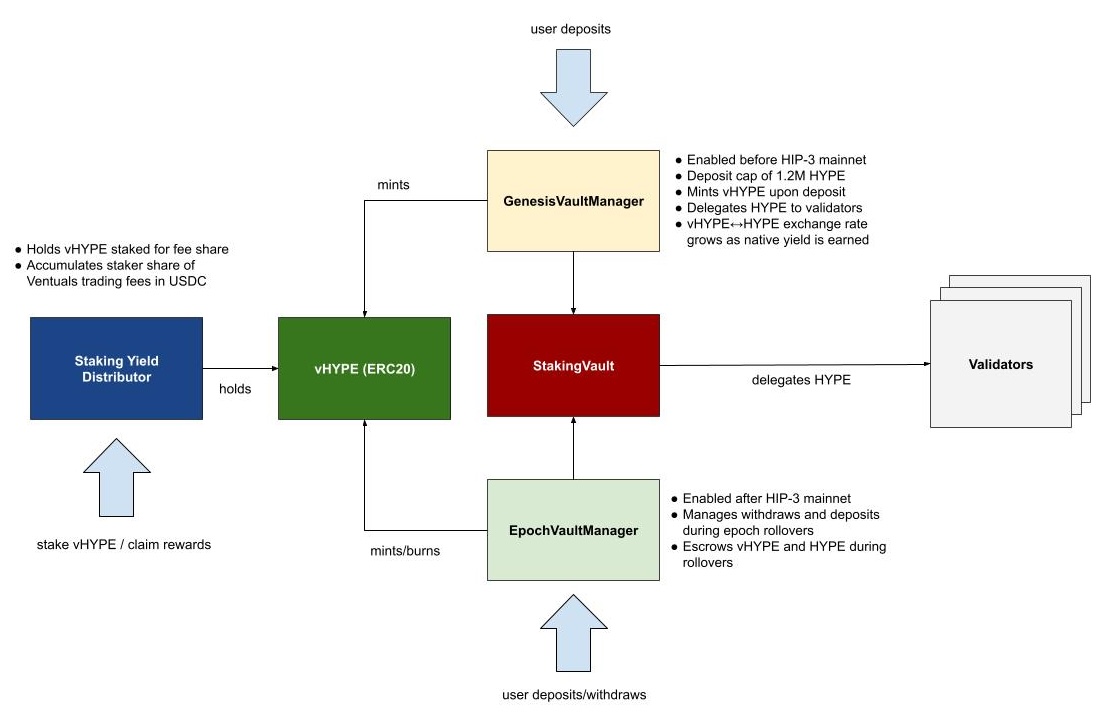 user deposits
GenesisVaultManager
● Enabled before HIP-3 mainnet
● Deposit cap of 1.2M HYPE
● Mints vHYPE upon deposit
● Delegates HYPE to validators
● vHYPE↔HYPE exchange rate
grows as native yield is earned
mints
● Holds vHYPE staked for fee share
● Accumulates staker share of
Ventuals trading fees in USDC
Staking Yield
Distributor
holds
vHYPE (ERC20)
StakingVault
delegates HYPE
Validators
stake vHYPE / claim rewards
mints/burns
EpochVaultManager
● Enabled after HIP-3 mainnet
● Manages withdraws and deposits
during epoch rollovers
● Escrows vHYPE and HYPE during
rollovers
user deposits/withdraws